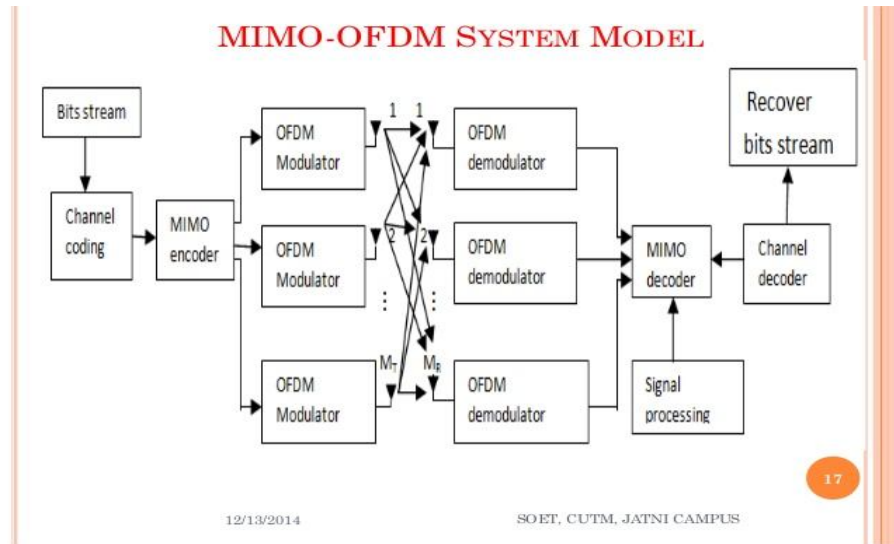 MIMO-OFDM SYSTEM MODEL
Bits stream
Channel
coding
MIMO
encoder
OFDM
Modulator
OFDM
Modulator
OFDM
Modulator
1 1
2 2
⋮ ⋮
M_T M_R
OFDM
demodulator
OFDM
demodulator
OFDM
demodulator
MIMO
decoder
Signal
processing
Channel
decoder
Recover
bits stream
17
12/13/2014
SOET, CUTM, JATNI CAMPUS